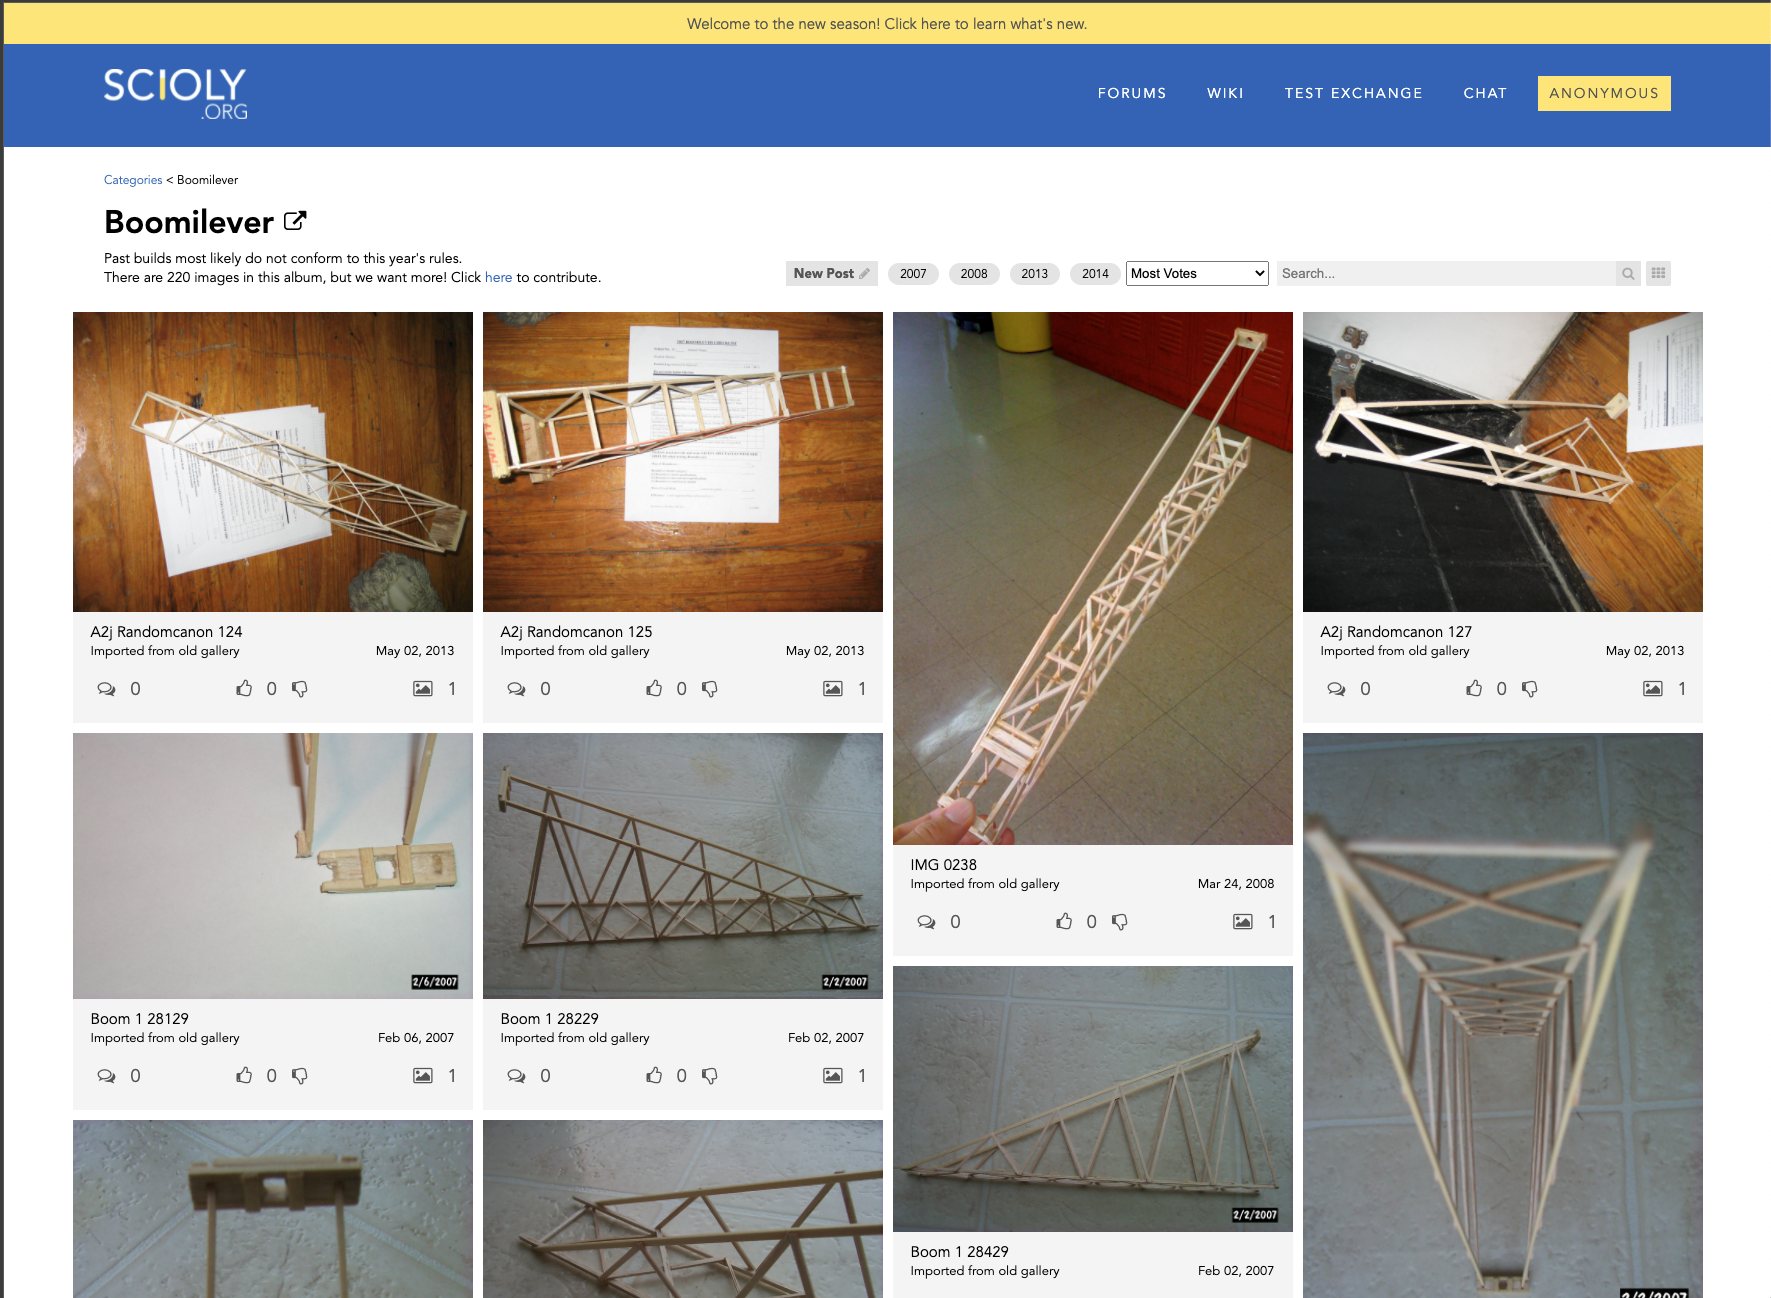 Welcome to the new season! Click here to learn what's new.
SCIOLY
.ORG
FORUMS
WIKI
TEST EXCHANGE
CHAT
ANONYMOUS
Categories < Boomilever
Boomilever
Past builds most likely do not conform to this year's rules.
There are 220 images in this album, but we want more! Click here to contribute.
New Post
2007
2008
2013
2014
Most Votes
Search...
A2j Randomcanon 124
Imported from old gallery
May 02, 2013
0
0
1
A2j Randomcanon 125
Imported from old gallery
May 02, 2013
0
0
1
A2j Randomcanon 127
Imported from old gallery
May 02, 2013
0
0
1
IMG 0238
Imported from old gallery
Mar 24, 2008
0
0
1
2/6/2007
Boom 1 28129
Imported from old gallery
Feb 06, 2007
0
0
1
2/2/2007
Boom 1 28229
Imported from old gallery
Feb 02, 2007
0
0
1
2/2/2007
Boom 1 28429
Imported from old gallery
Feb 02, 2007
2/2/2007